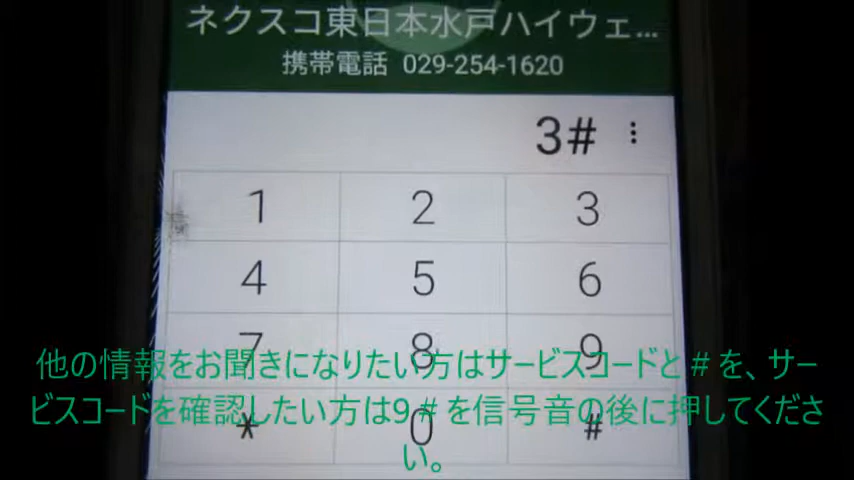 ネクスコ東日本水戸ハイウェ...
携帯電話 029-254-1620
3#
1 2 3
4 5 6
7 8 9
* 0 #
他の情報をお聞きになりたい方はサービスコードと＃を、サー
ビスコードを確認したい方は9＃を信号音の後に押してくださ
い。